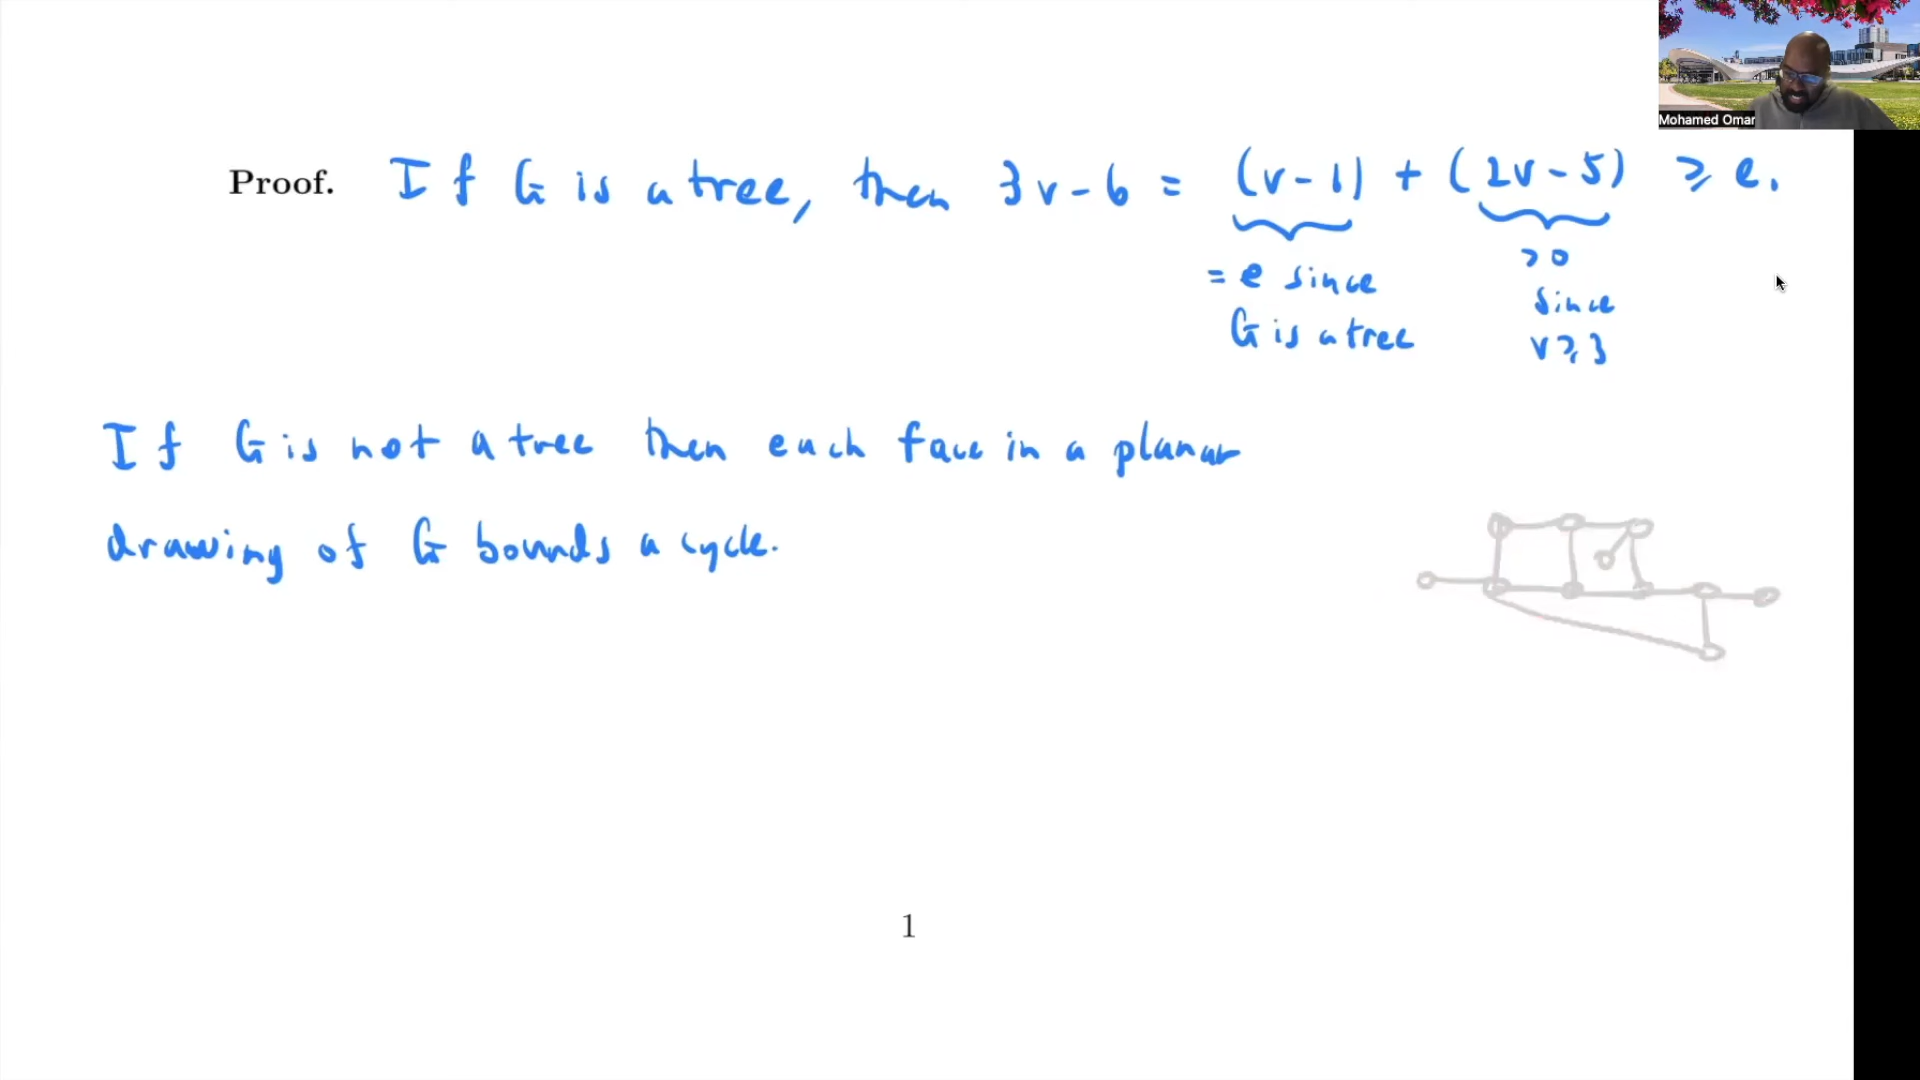 Mohamed Omar
Proof. If G is a tree, then 3v-6 = (v-1) + (2v-5) ≥ e.
= e since
G is a tree
>0
since
v≥3
If G is not a tree then each face in a planar
drawing of G bounds a cycle.
1